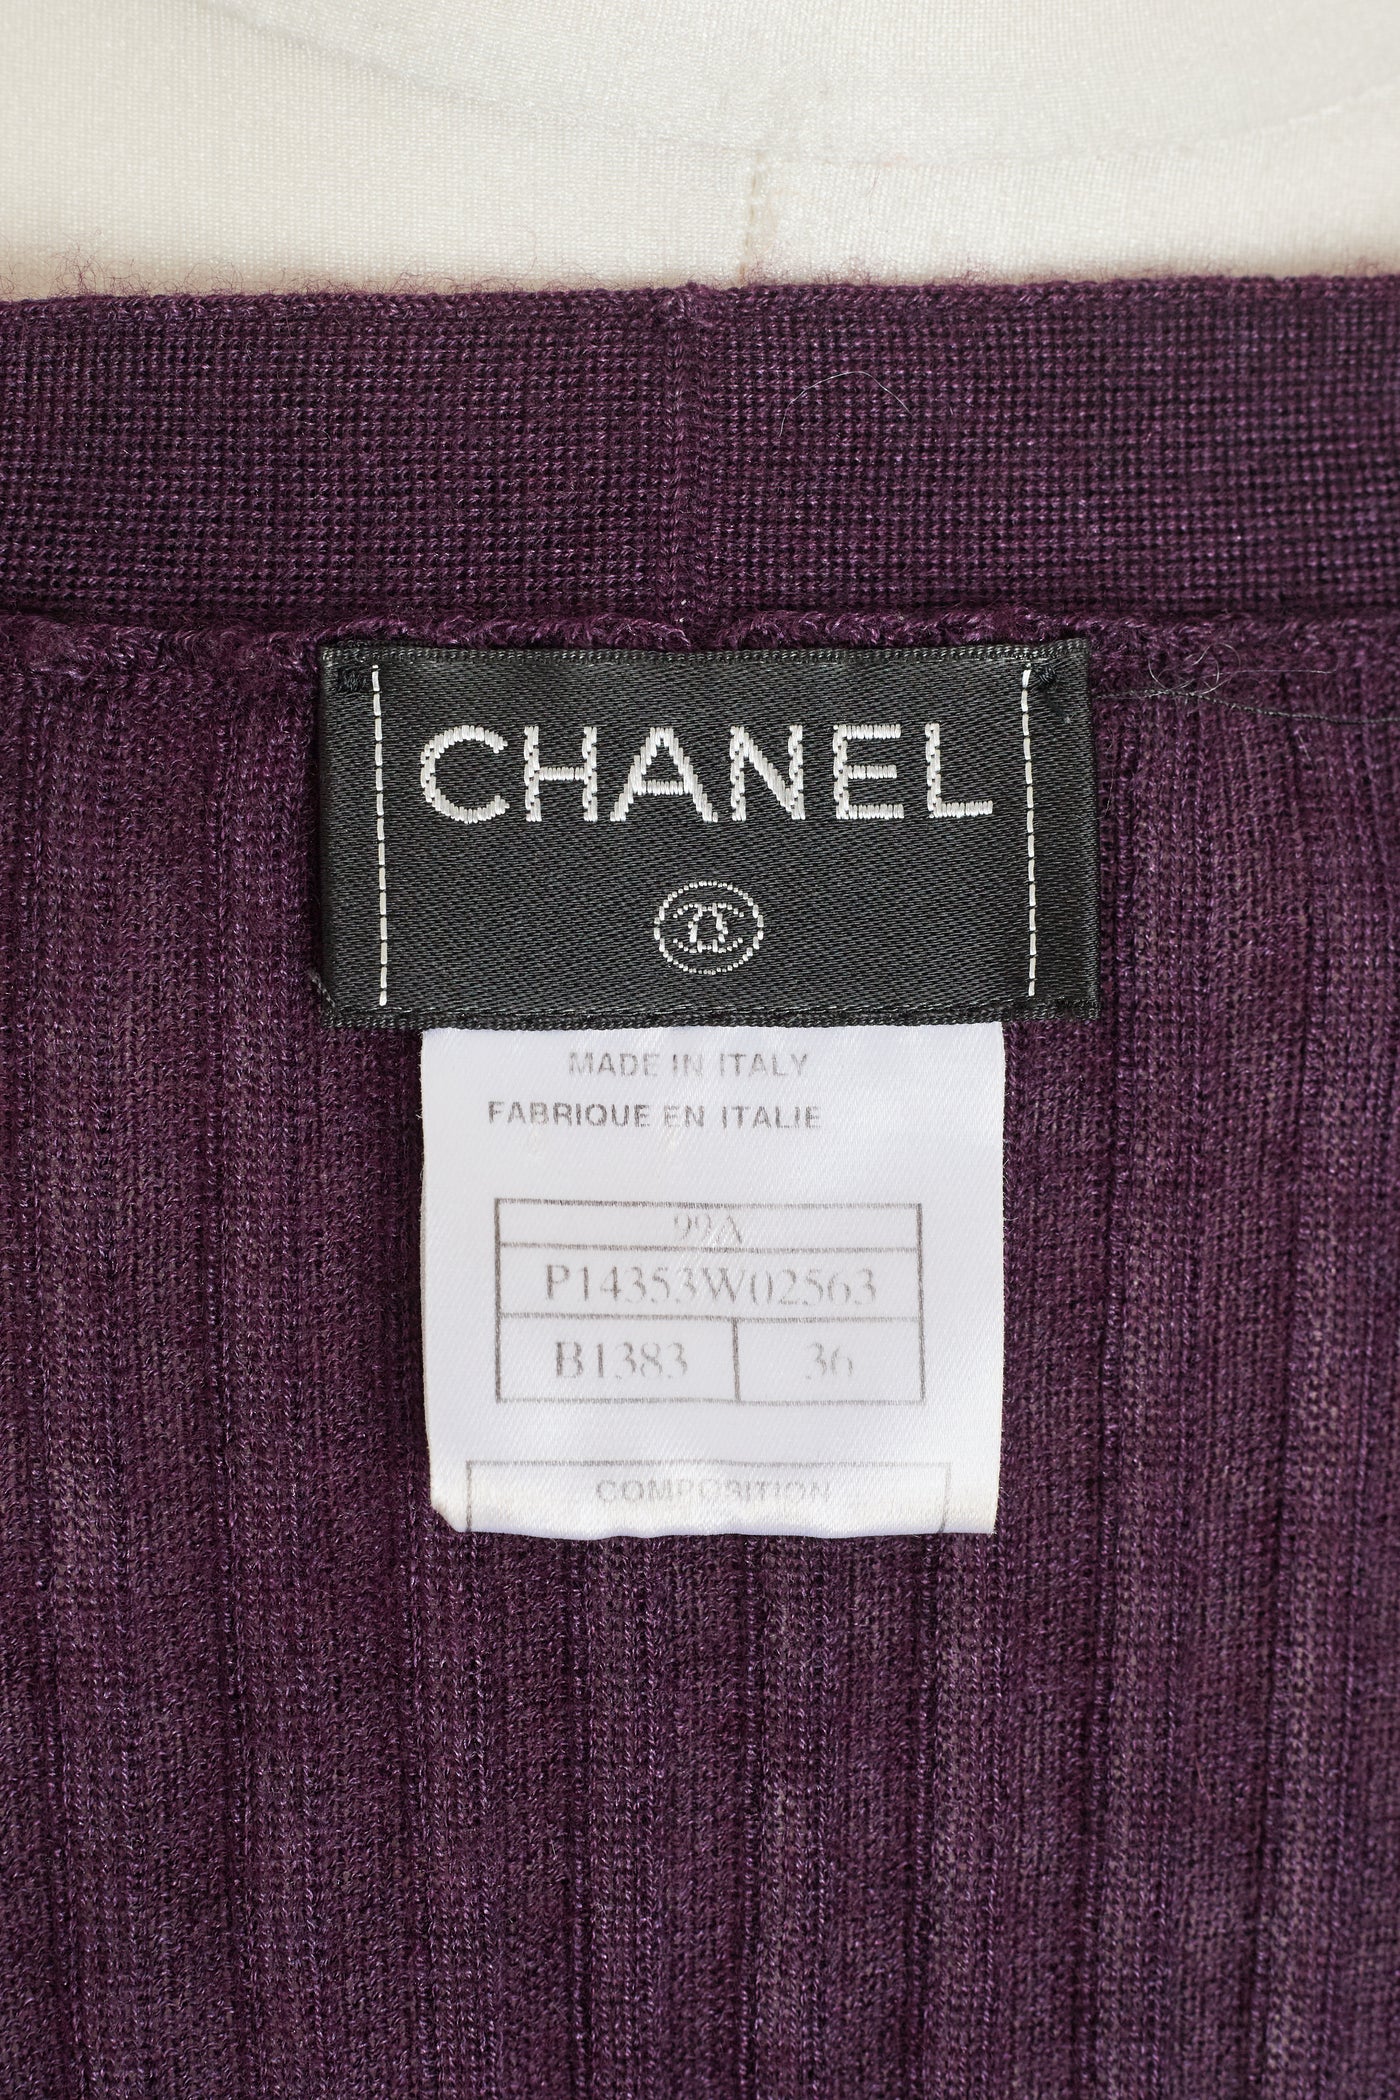 CHANEL
MADE IN ITALY
FABRIQUE EN ITALIE
99A
P14353W02563
B1383 36
COMPOSITION